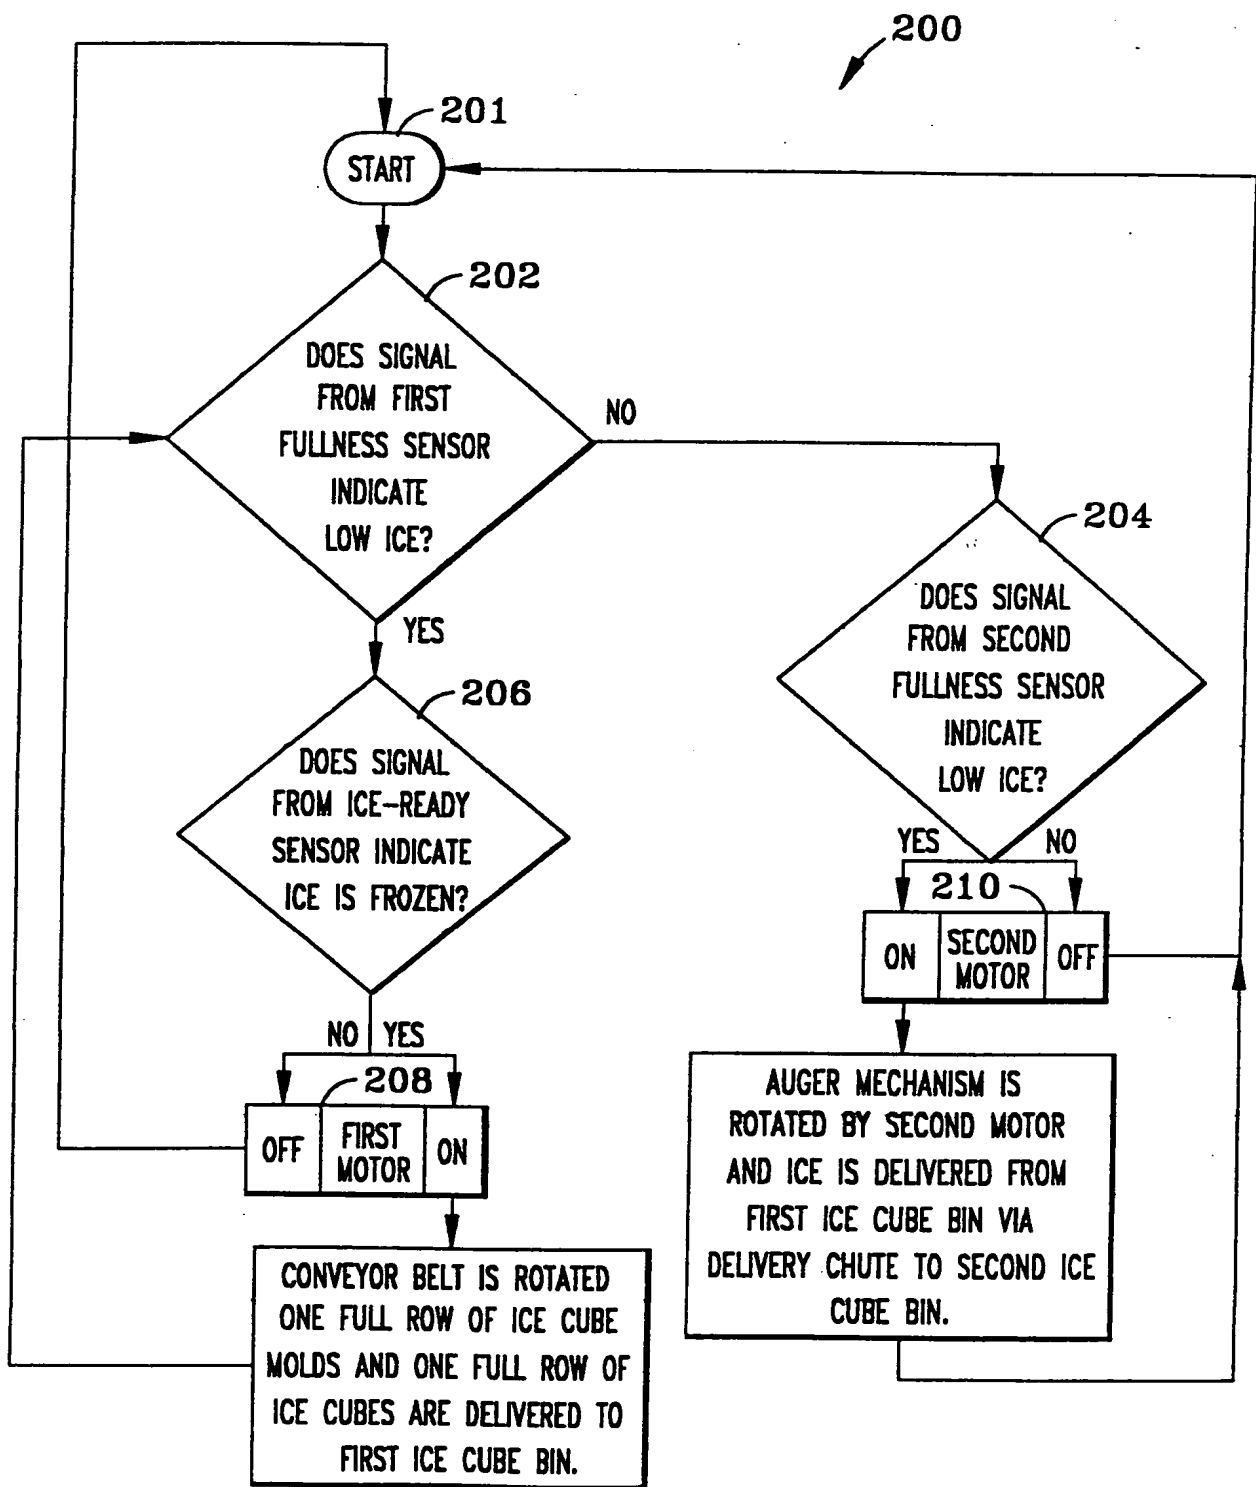 200
201
START
202
DOES SIGNAL
FROM FIRST
FULLNESS SENSOR
INDICATE
LOW ICE?
NO
YES
204
DOES SIGNAL
FROM SECOND
FULLNESS SENSOR
INDICATE
LOW ICE?
YES NO
210
ON SECOND MOTOR OFF
206
DOES SIGNAL
FROM ICE-READY
SENSOR INDICATE
ICE IS FROZEN?
NO YES
208
OFF FIRST MOTOR ON
AUGER MECHANISM IS
ROTATED BY SECOND MOTOR
AND ICE IS DELIVERED FROM
FIRST ICE CUBE BIN VIA
DELIVERY CHUTE TO SECOND ICE
CUBE BIN.
CONVEYOR BELT IS ROTATED
ONE FULL ROW OF ICE CUBE
MOLDS AND ONE FULL ROW OF
ICE CUBES ARE DELIVERED TO
FIRST ICE CUBE BIN.